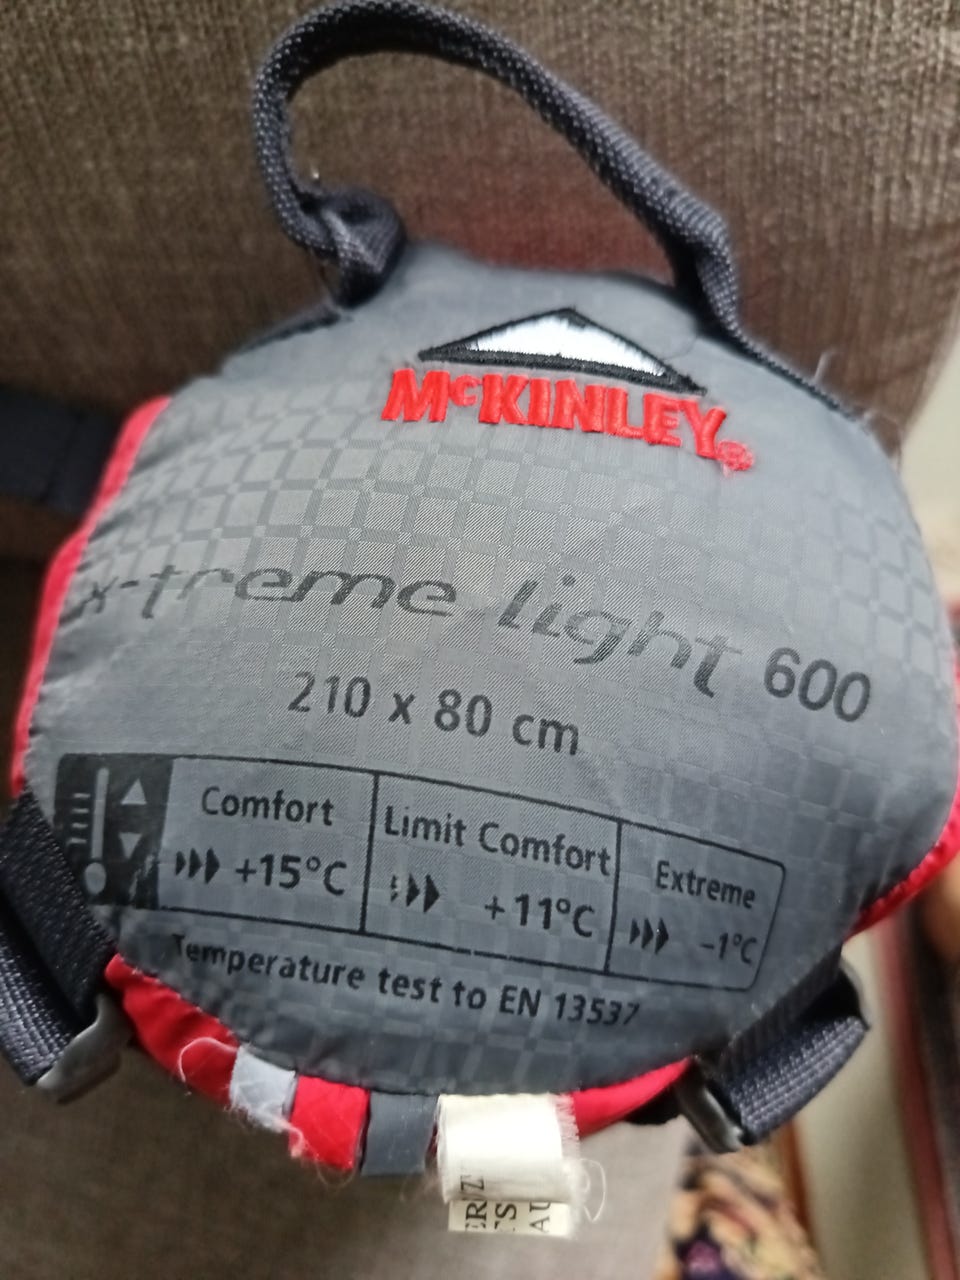 McKINLEY®
x-treme light 600
210 x 80 cm
Comfort
+15°C
Limit Comfort
+11°C
Extreme
-1°C
Temperature test to EN 13537